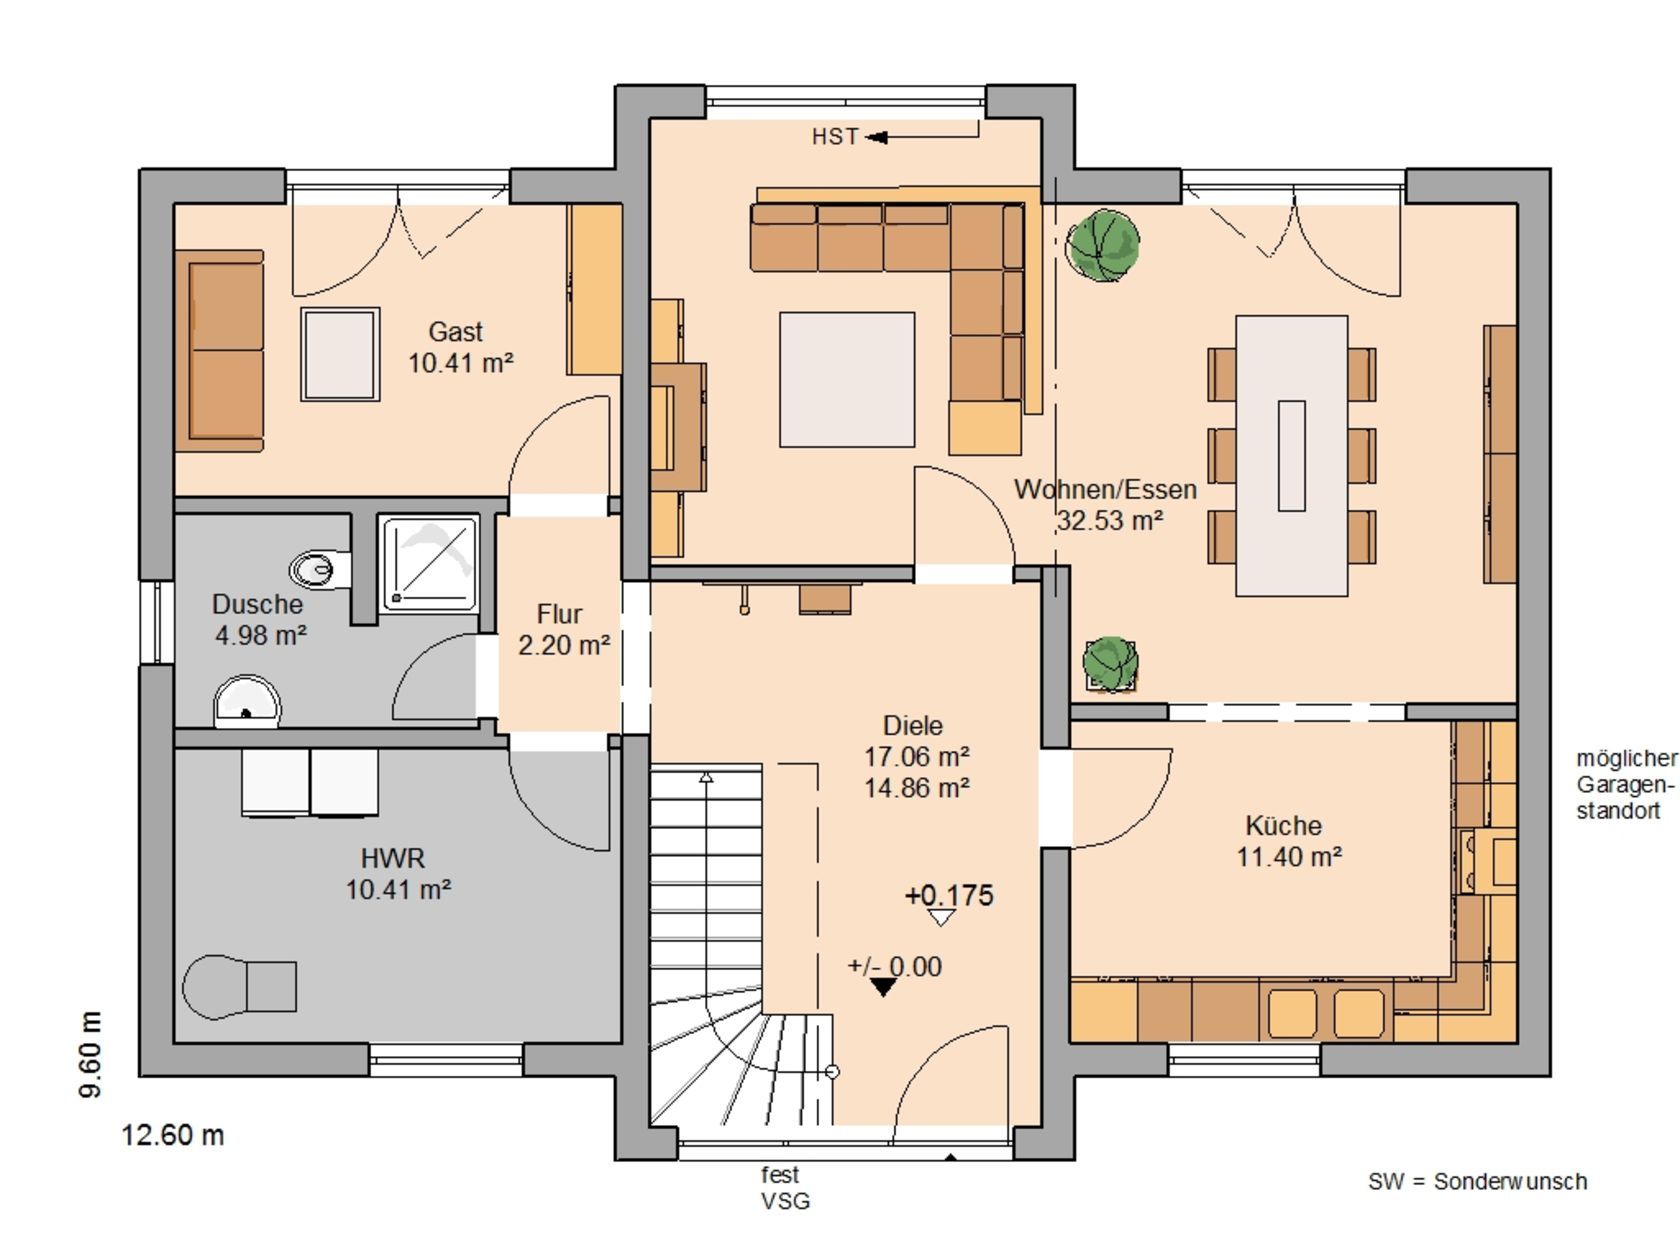 HST
Gast
10.41 m²
Wohnen/Essen
32.53 m²
Dusche
4.98 m²
Flur
2.20 m²
Diele
17.06 m²
14.86 m²
möglicher
Garagen-
standort
Küche
11.40 m²
HWR
10.41 m²
+0.175
+/- 0.00
9.60 m
12.60 m
fest
VSG
SW = Sonderwunsch